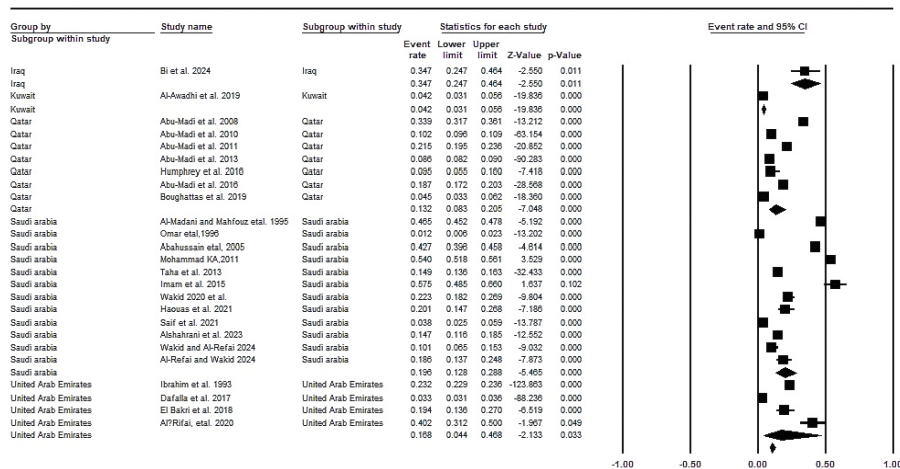 Group by Study name Subgroup within study Statistics for each study Event rate and 95% CI
Subgroup within study
Event Lower Upper
rate limit limit Z-Value p-Value
Iraq Bi et al. 2024 Iraq 0.347 0.247 0.464 -2.550 0.011
Iraq 0.347 0.247 0.464 -2.550 0.011
Kuwait Al-Awadhi et al. 2019 Kuwait 0.042 0.031 0.056 -19.836 0.000
Kuwait 0.042 0.031 0.056 -19.836 0.000
Qatar Abu-Madi et al. 2008 Qatar 0.339 0.317 0.361 -13.212 0.000
Qatar Abu-Madi et al. 2010 Qatar 0.102 0.096 0.109 -63.154 0.000
Qatar Abu-Madi et al. 2011 Qatar 0.215 0.195 0.236 -20.852 0.000
Qatar Abu-Madi et al. 2013 Qatar 0.086 0.082 0.090 -90.283 0.000
Qatar Humphrey et al. 2016 Qatar 0.095 0.055 0.160 -7.418 0.000
Qatar Abu-Madi et al. 2016 Qatar 0.187 0.172 0.203 -28.568 0.000
Qatar Boughattas et al. 2019 Qatar 0.045 0.033 0.062 -18.360 0.000
Qatar 0.132 0.083 0.205 -7.048 0.000
Saudi arabia Al-Madani and Mahfouz etal. 1995 Saudi arabia 0.465 0.452 0.478 -5.192 0.000
Saudi arabia Omar etal,1996 Saudi arabia 0.012 0.006 0.023 -13.202 0.000
Saudi arabia Abahussain etal, 2005 Saudi arabia 0.427 0.396 0.458 -4.614 0.000
Saudi arabia Mohammad KA,2011 Saudi arabia 0.540 0.518 0.561 3.529 0.000
Saudi arabia Taha et al. 2013 Saudi arabia 0.149 0.136 0.163 -32.433 0.000
Saudi arabia Imam et al. 2015 Saudi arabia 0.575 0.485 0.660 1.637 0.102
Saudi arabia Wakid 2020 et al. Saudi arabia 0.223 0.182 0.269 -9.804 0.000
Saudi arabia Haouas et al. 2021 Saudi arabia 0.201 0.147 0.268 -7.186 0.000
Saudi arabia Saif et al. 2021 Saudi arabia 0.038 0.025 0.059 -13.787 0.000
Saudi arabia Alshahrani et al. 2023 Saudi arabia 0.147 0.116 0.185 -12.552 0.000
Saudi arabia Wakid and Al-Refai 2024 Saudi arabia 0.101 0.065 0.153 -9.032 0.000
Saudi arabia Al-Refai and Wakid 2024 Saudi arabia 0.186 0.137 0.248 -7.873 0.000
Saudi arabia 0.196 0.128 0.288 -5.465 0.000
United Arab Emirates Ibrahim et al. 1993 United Arab Emirates 0.232 0.229 0.236 -123.863 0.000
United Arab Emirates Dafalla et al. 2017 United Arab Emirates 0.033 0.031 0.036 -88.236 0.000
United Arab Emirates El Bakri et al. 2018 United Arab Emirates 0.194 0.136 0.270 -6.519 0.000
United Arab Emirates Al?Rifai, etal. 2020 United Arab Emirates 0.402 0.312 0.500 -1.967 0.049
United Arab Emirates 0.168 0.044 0.468 -2.133 0.033
-1.00 -0.50 0.00 0.50 1.00